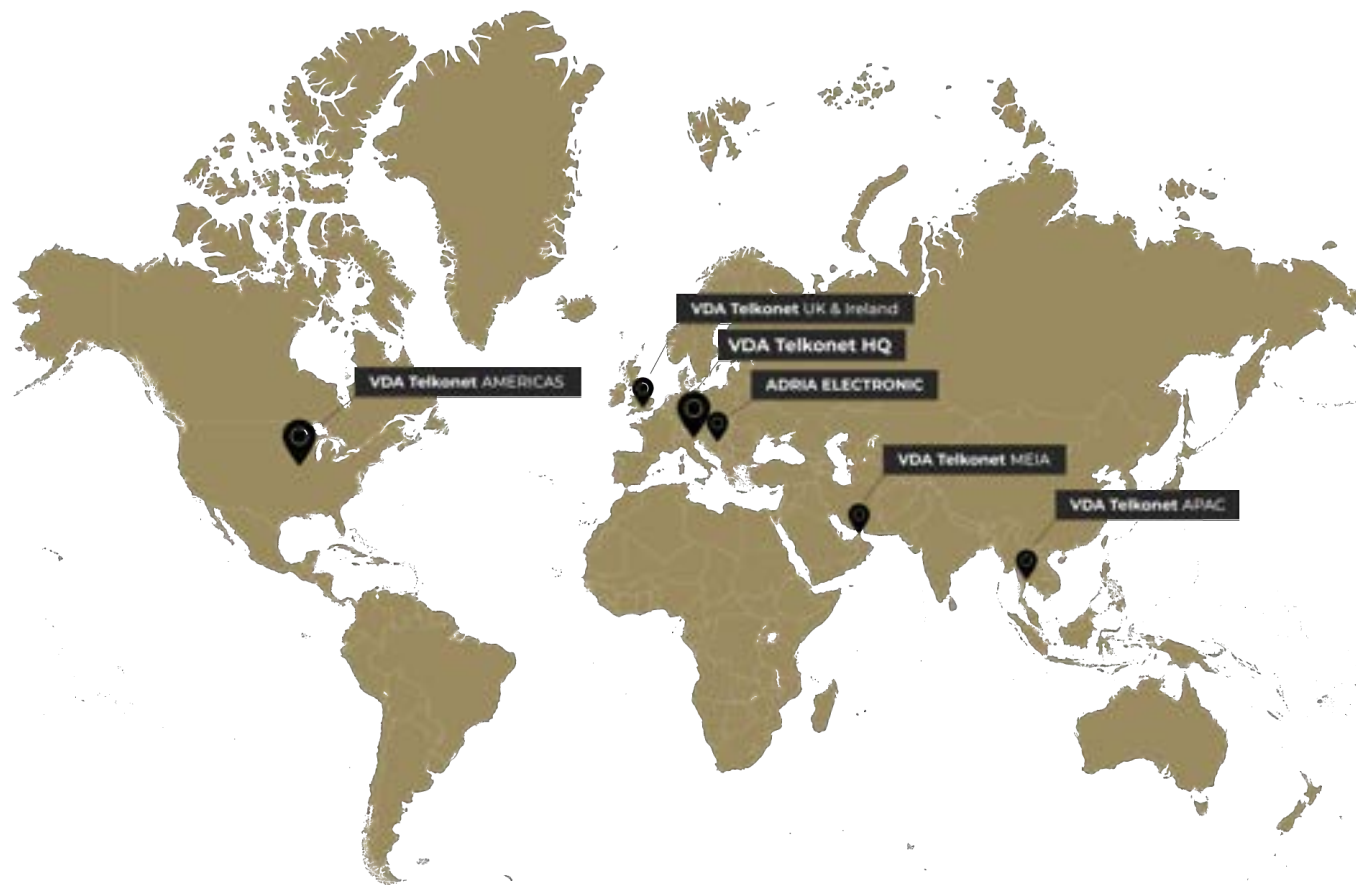 VDA Telkonet UK & Ireland
VDA Telkonet HQ
VDA Telkonet AMERICAS
ADRIA ELECTRONIC
VDA Telkonet MEIA
VDA Telkonet APAC